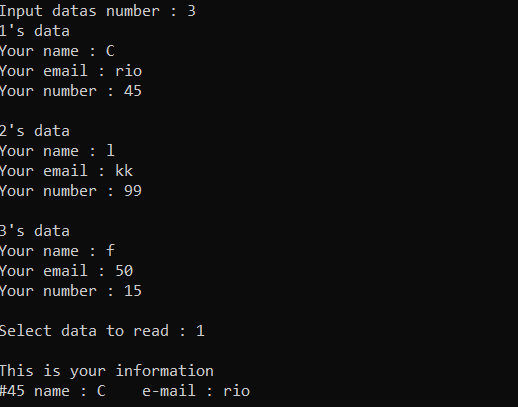 Input datas number : 3
1's data
Your name : C
Your email : rio
Your number : 45
2's data
Your name : l
Your email : kk
Your number : 99
3's data
Your name : f
Your email : 50
Your number : 15
Select data to read : 1
This is your information
#45 name : C    e-mail : rio